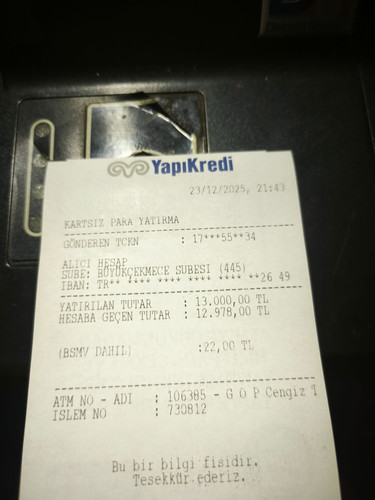 YapıKredi
23/12/2025, 21:43
KARTSIZ PARA YATIRMA
GÖNDEREN TCKN : 17***55**34
ALICI HESAP
ŞUBE: BÜYÜKÇEKMECE ŞUBESİ (445)
IBAN: TR** **** **** **** **** **26 49
YATIRILAN TUTAR : 13.000,00 TL
HESABA GEÇEN TUTAR : 12.978,00 TL
(BSMV DAHİL) :22,00 TL
ATM NO - ADI : 106385 - G O P Cengiz T
İŞLEM NO : 730812
Bu bir bilgi fişidir.
Teşekkür ederiz.